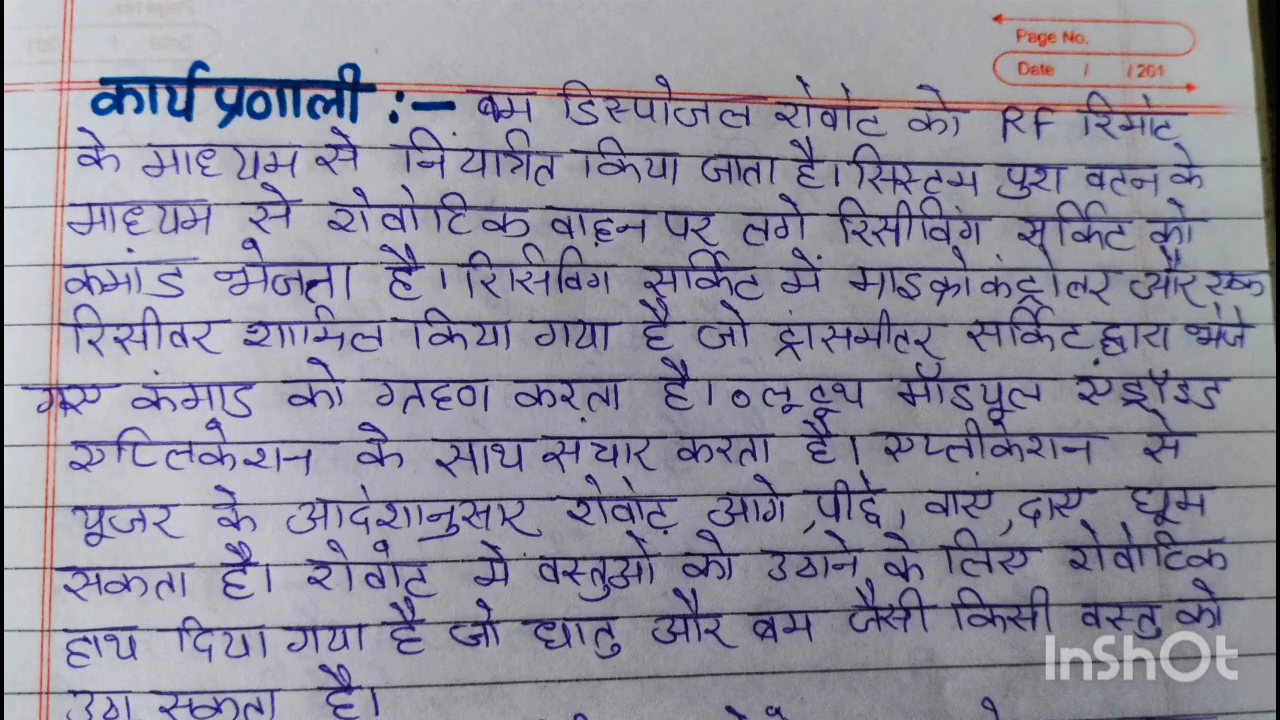 Page No.
Date / / 201
कार्य प्रणाली :- बम डिस्पोजल रोबोट को RF रिमोट
के माध्यम से नियंत्रित किया जाता है। सिस्टम पुश बटन के
माध्यम से रोबोटिक वाहन पर लगे रिसीविंग सर्किट को
कमांड भेजता है। रिसीविंग सर्किट में माइक्रोकंट्रोलर और एक
रिसीवर शामिल किया गया है जो ट्रांसमीटर सर्किट द्वारा भेजे
गए कंमाड को ग्रहण करता है। ब्लूटूथ मॉडयूल एंड्रॉइड
एप्लिकेशन के साथ संचार करता है। एप्लीकेशन से
यूजर के आदेशानुसार रोबोट आगे, पीछे, बाएं, दाएं घूम
सकता है। रोबोट में वस्तुओं को उठाने के लिए रोबोटिक
हाथ दिया गया है जो धातु और बम जैसी किसी वस्तु को
उठा सकता है।
InShOt